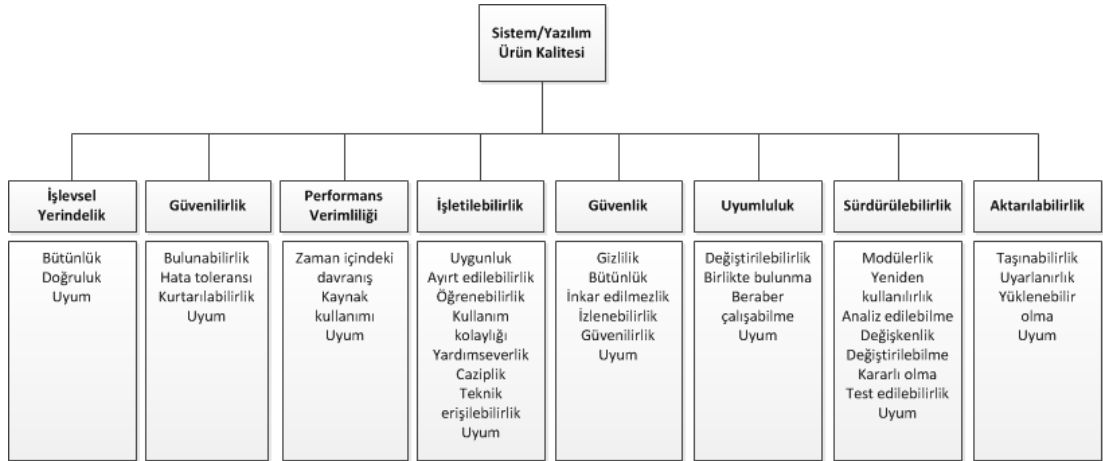 Sistem/Yazılım
Ürün Kalitesi
İşlevsel
Yerindelik
Bütünlük
Doğruluk
Uyum
Güvenilirlik
Bulunabilirlik
Hata toleransı
Kurtarılabilirlik
Uyum
Performans
Verimliliği
Zaman içindeki
davranış
Kaynak
kullanımı
Uyum
İşletilebilirlik
Uygunluk
Ayırt edilebilirlik
Öğrenebilirlik
Kullanım
kolaylığı
Yardımseverlik
Caziplik
Teknik
erişilebilirlik
Uyum
Güvenlik
Gizlilik
Bütünlük
İnkar edilmezlik
İzlenebilirlik
Güvenilirlik
Uyum
Uyumluluk
Değiştirilebilirlik
Birlikte bulunma
Beraber
çalışabilme
Uyum
Sürdürülebilirlik
Modülerlik
Yeniden
kullanılırlık
Analiz edilebilme
Değişkenlik
Değiştirilebilme
Kararlı olma
Test edilebilirlik
Uyum
Aktarılabilirlik
Taşınabilirlik
Uyarlanırlık
Yüklenebilir
olma
Uyum